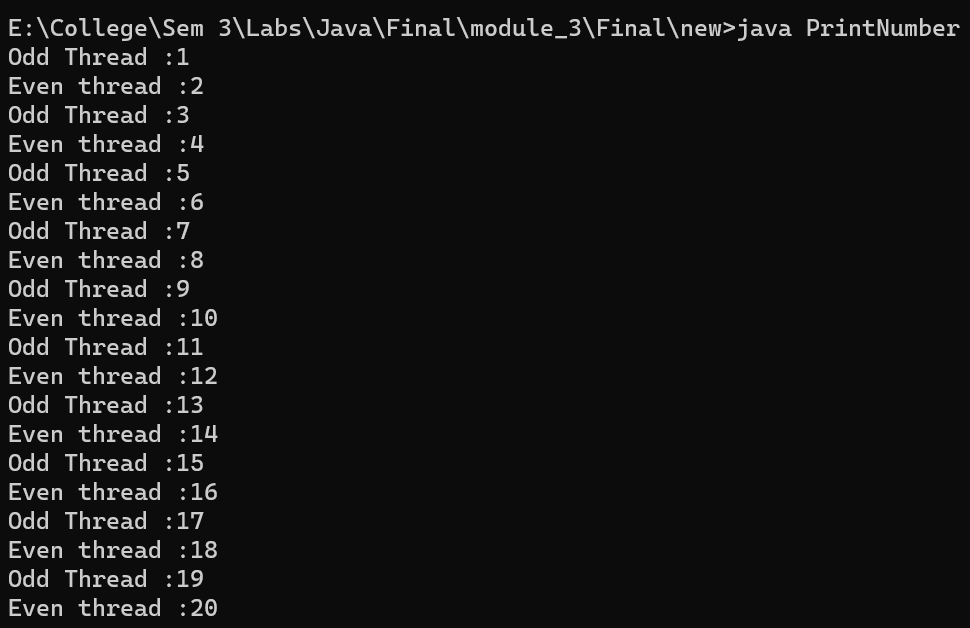 E:\College\Sem 3\Labs\Java\Final\module_3\Final\new>java PrintNumber
Odd Thread :1
Even thread :2
Odd Thread :3
Even thread :4
Odd Thread :5
Even thread :6
Odd Thread :7
Even thread :8
Odd Thread :9
Even thread :10
Odd Thread :11
Even thread :12
Odd Thread :13
Even thread :14
Odd Thread :15
Even thread :16
Odd Thread :17
Even thread :18
Odd Thread :19
Even thread :20